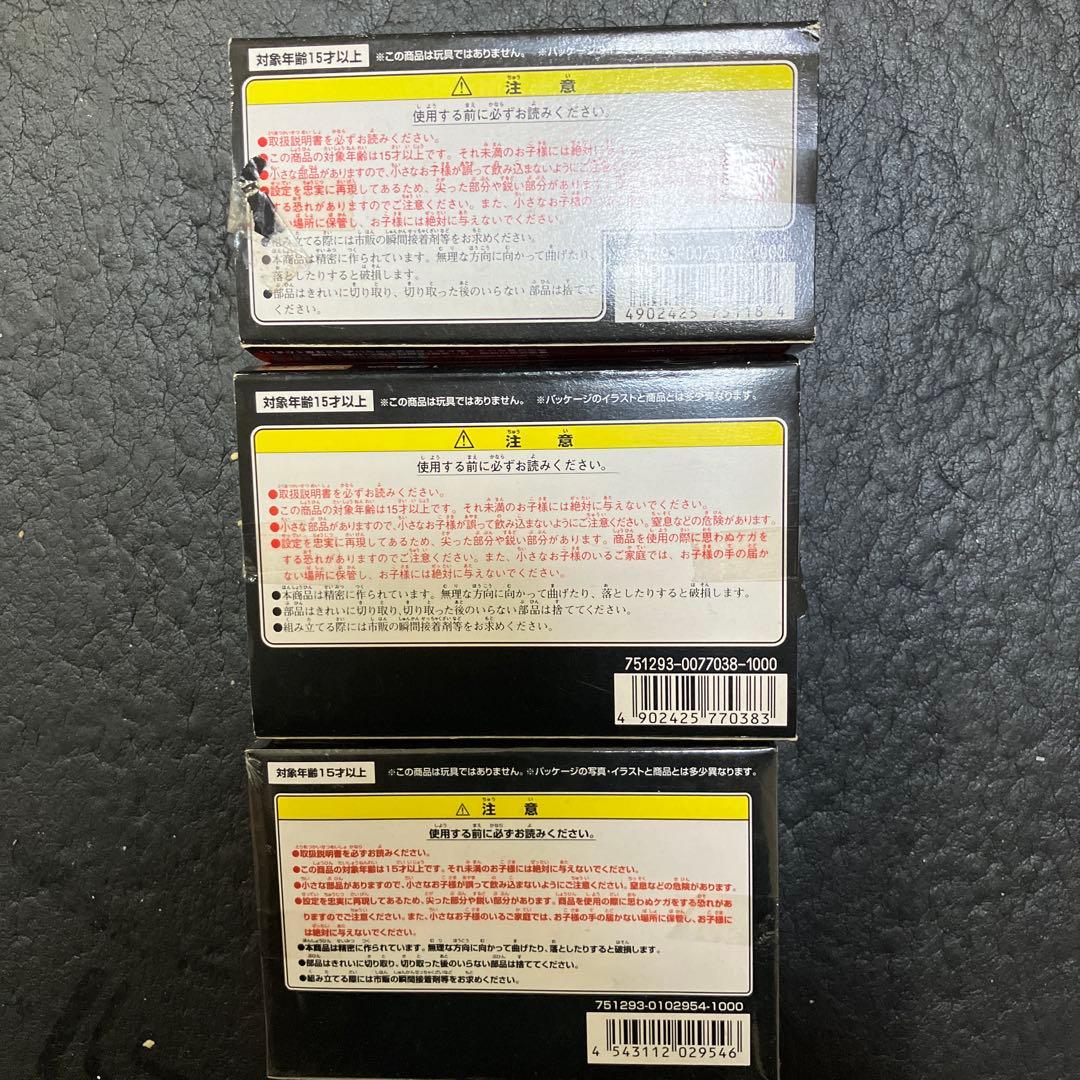 対象年齢15才以上 ※この商品は玩具ではありません。 ※パッケージのイラスト
注意
使用する前に必ずお読みください。
●取扱説明書を必ずお読みください。
●この商品の対象年齢は15才以上です。それ未満のお子様には絶対に
●小さな部品がありますので、小さなお子様が誤って飲み込まないようにご注意
●設定を忠実に再現してあるため、尖った部分や鋭い部分があります
する恐れがありますのでご注意ください。また、小さなお子様の
い場所に保管し、お子様には絶対に与えないでください。
●組み立てる際には市販の瞬間接着剤等をお求めください。
●本商品は精密に作られています。無理な方向に向かって曲げたり、
落としたりすると破損します。
●部品はきれいに切り取り、切り取った後のいらない部品は捨てて
ください。
4902425 75118 4
対象年齢15才以上 ※この商品は玩具ではありません。 ※パッケージのイラストと商品とは多少異なります。
注意
使用する前に必ずお読みください。
●取扱説明書を必ずお読みください。
●この商品の対象年齢は15才以上です。それ未満のお子様には絶対に与えないでください。
●小さな部品がありますので、小さなお子様が誤って飲み込まないようにご注意ください。窒息などの危険があります。
●設定を忠実に再現してあるため、尖った部分や鋭い部分があります。商品を使用の際に思わぬケガを
する恐れがありますのでご注意ください。また、小さなお子様のいるご家庭では、お子様の手の届か
ない場所に保管し、お子様には絶対に与えないでください。
●本商品は精密に作られています。無理な方向に向かって曲げたり、落としたりすると破損します。
●部品はきれいに切り取り、切り取った後のいらない部品は捨ててください。
●組み立てる際には市販の瞬間接着剤等をお求めください。
751293-0077038-1000
4 902425 770383
対象年齢15才以上 ※この商品は玩具ではありません。※パッケージの写真・イラストと商品とは多少異なります。
注意
使用する前に必ずお読みください。
●取扱説明書を必ずお読みください。
●この商品の対象年齢は15才以上です。それ未満のお子様には絶対に与えないでください。
●小さな部品がありますので、小さなお子様が誤って飲み込まないようにご注意ください。窒息などの危険があります。
●設定を忠実に再現してあるため、尖った部分や鋭い部分があります。商品を使用の際に思わぬケガをする恐れがあ
りますのでご注意ください。また、小さなお子様のいるご家庭では、お子様の手の届かない場所に保管し、お子様に
は絶対に与えないでください。
●本商品は精密に作られています。無理な方向に向かって曲げたり、落としたりすると破損します。
●部品はきれいに切り取り、切り取った後のいらない部品は捨ててください。
●組み立てる際には市販の瞬間接着剤等をお求めください。
751293-0102954-1000
4 543112 029546